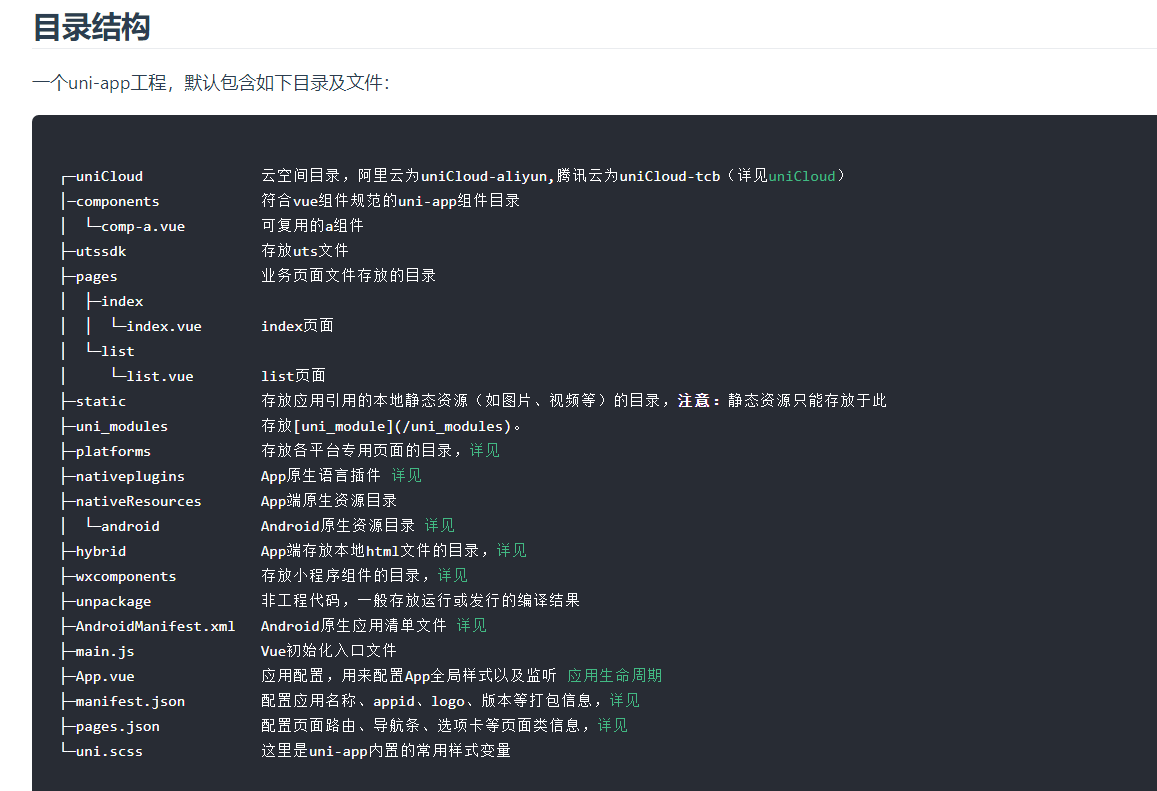 目录结构
一个uni-app工程，默认包含如下目录及文件：
┌─uniCloud              云空间目录，阿里云为uniCloud-aliyun,腾讯云为uniCloud-tcb（详见uniCloud）
├─components            符合vue组件规范的uni-app组件目录
│  └─comp-a.vue         可复用的a组件
├─utssdk                存放uts文件
├─pages                 业务页面文件存放的目录
│  ├─index
│  │  └─index.vue       index页面
│  └─list
│     └─list.vue        list页面
├─static                存放应用引用的本地静态资源（如图片、视频等）的目录，注意：静态资源只能存放于此
├─uni_modules           存放[uni_module](/uni_modules)。
├─platforms             存放各平台专用页面的目录，详见
├─nativeplugins         App原生语言插件 详见
├─nativeResources       App端原生资源目录
│  └─android            Android原生资源目录 详见
├─hybrid                App端存放本地html文件的目录，详见
├─wxcomponents          存放小程序组件的目录，详见
├─unpackage             非工程代码，一般存放运行或发行的编译结果
├─AndroidManifest.xml   Android原生应用清单文件 详见
├─main.js               Vue初始化入口文件
├─App.vue               应用配置，用来配置App全局样式以及监听 应用生命周期
├─manifest.json         配置应用名称、appid、logo、版本等打包信息，详见
├─pages.json            配置页面路由、导航条、选项卡等页面类信息，详见
└─uni.scss              这里是uni-app内置的常用样式变量